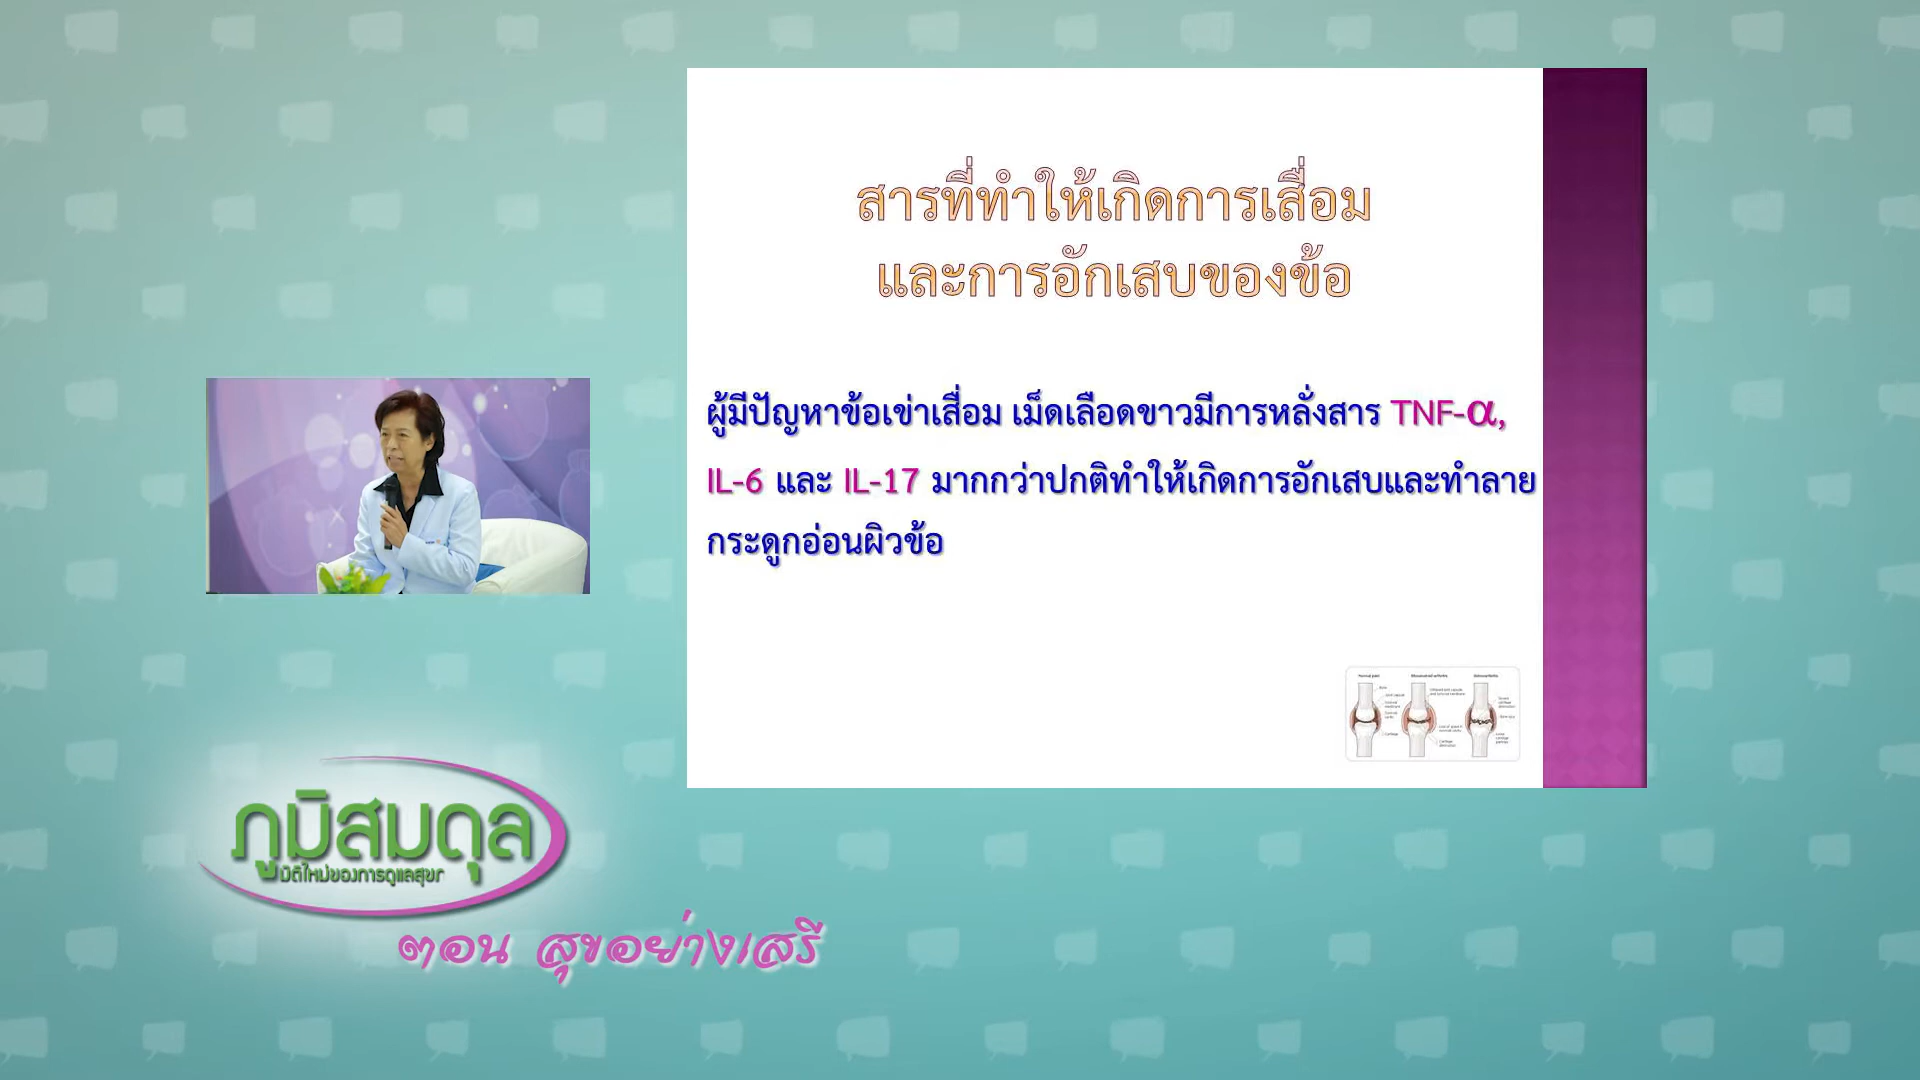 สารที่ทำให้เกิดการเสื่อม
และการอักเสบของข้อ
ผู้มีปัญหาข้อเข่าเสื่อม เม็ดเลือดขาวมีการหลั่งสาร TNF-α,
IL-6 และ IL-17 มากกว่าปกติทำให้เกิดการอักเสบและทำลาย
กระดูกอ่อนผิวข้อ
Normal joint
Rheumatoid arthritis
Osteoarthritis
ภูมิสมดุล
มิติใหม่ของการดูแลสุขภ
ตอน สุขอย่างเสรี